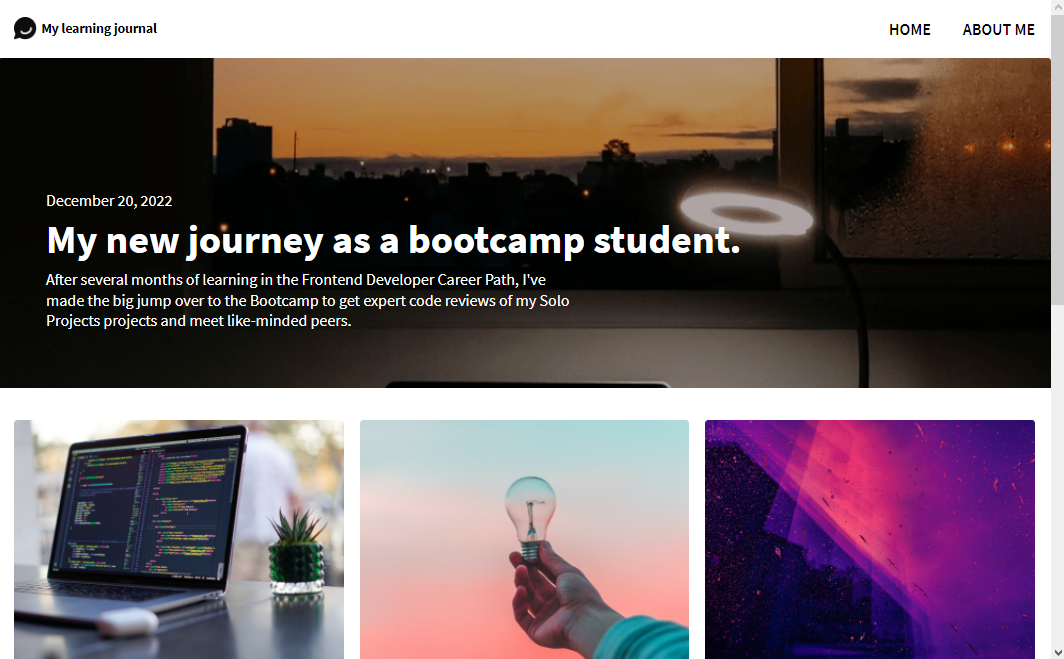 My learning journal
HOME
ABOUT ME
December 20, 2022
My new journey as a bootcamp student.
After several months of learning in the Frontend Developer Career Path, I've
made the big jump over to the Bootcamp to get expert code reviews of my Solo
Projects projects and meet like-minded peers.